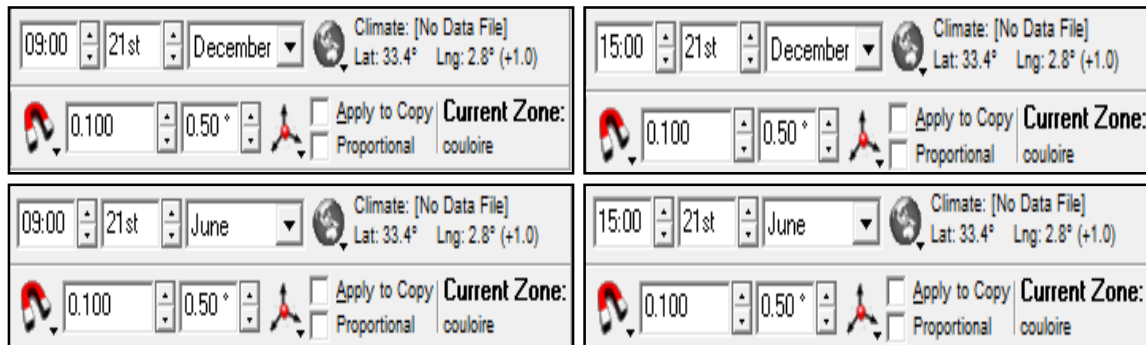 09:00 21st December Climate: [No Data File]
Lat: 33.4° Lng: 2.8° (+1.0)
0.100 0.50 ° Apply to Copy Current Zone:
Proportional couloire
15:00 21st December Climate: [No Data File]
Lat: 33.4° Lng: 2.8° (+1.0)
0.100 0.50 ° Apply to Copy Current Zone:
Proportional couloire
09:00 21st June Climate: [No Data File]
Lat: 33.4° Lng: 2.8° (+1.0)
0.100 0.50 ° Apply to Copy Current Zone:
Proportional couloire
15:00 21st June Climate: [No Data File]
Lat: 33.4° Lng: 2.8° (+1.0)
0.100 0.50 ° Apply to Copy Current Zone:
Proportional couloire